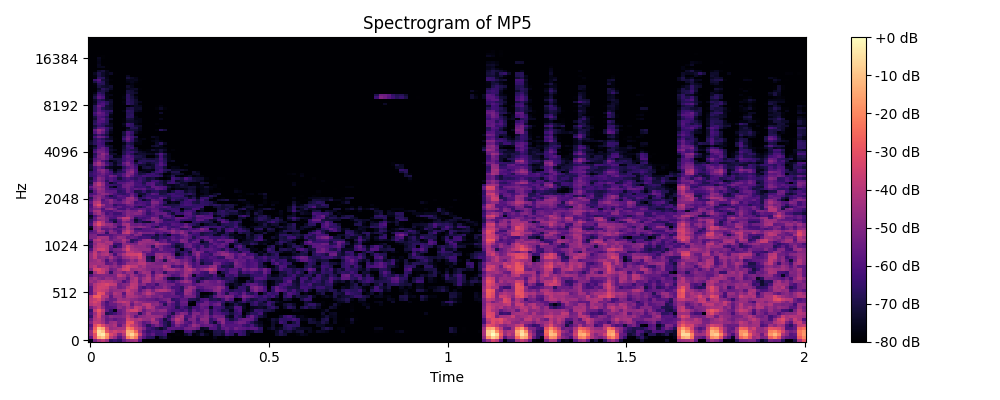 Spectrogram of MP5
Hz
16384
8192
4096
2048
1024
512
0
0
0.5
1
1.5
2
Time
+0 dB
-10 dB
-20 dB
-30 dB
-40 dB
-50 dB
-60 dB
-70 dB
-80 dB